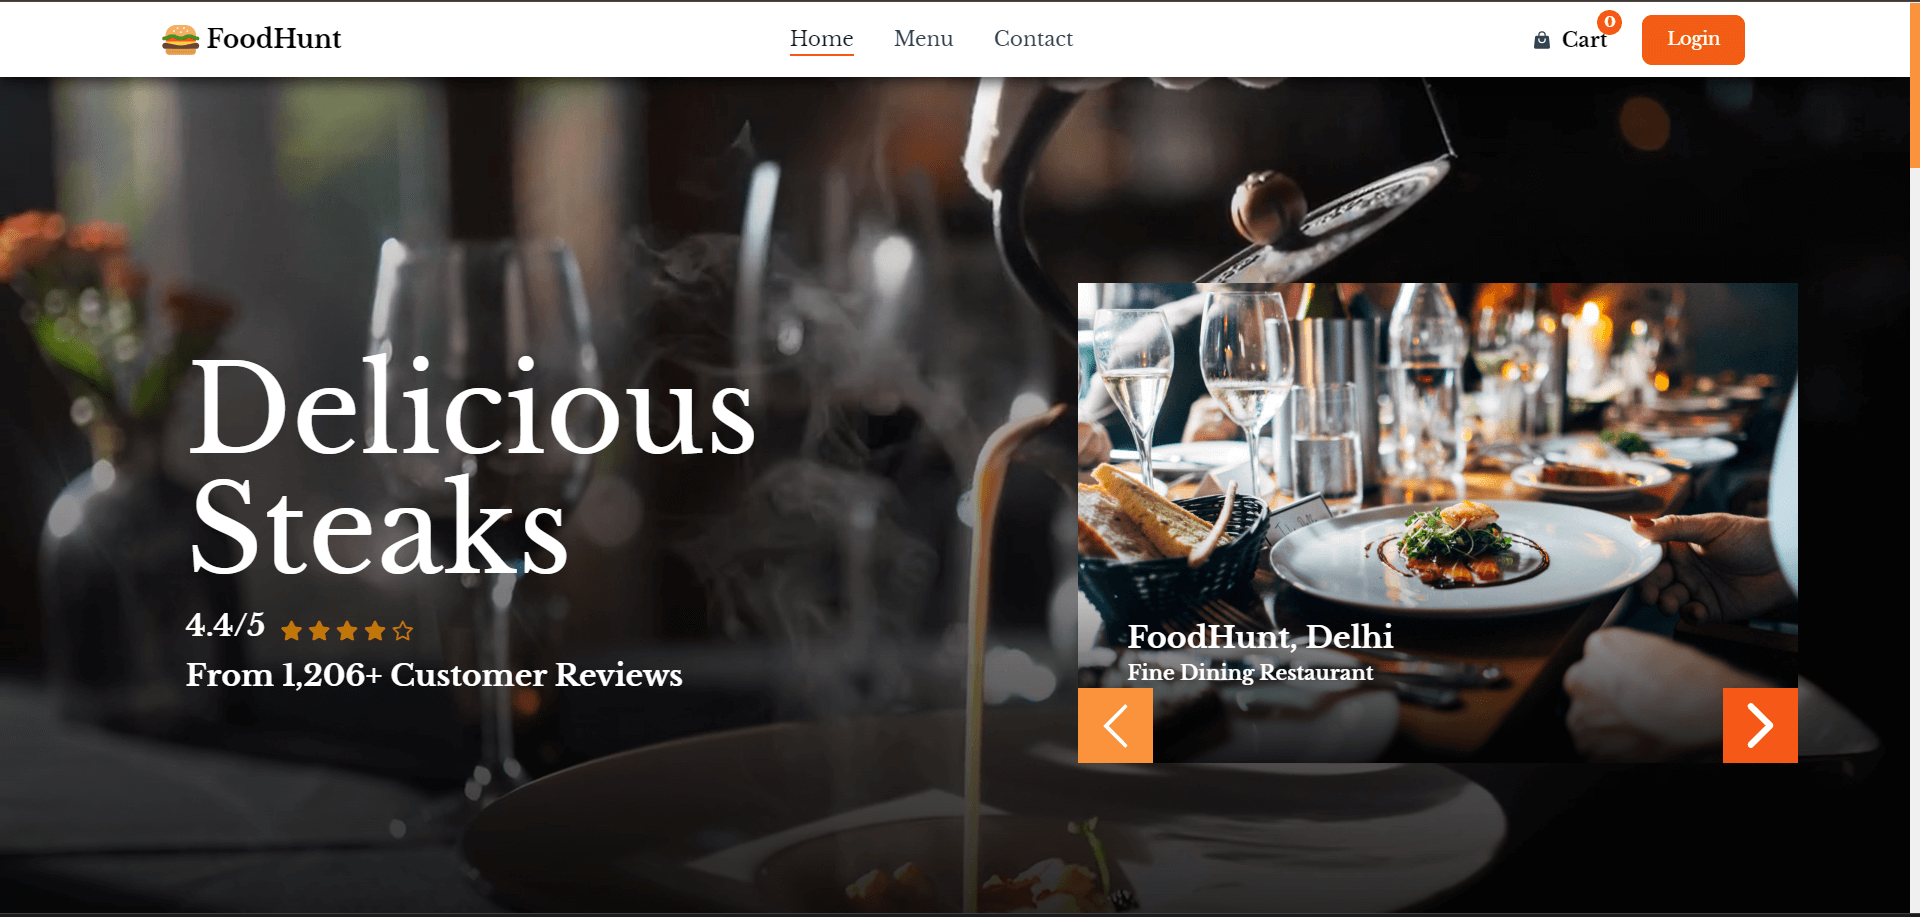 FoodHunt
Home Menu Contact
Cart 0
Login
Delicious
Steaks
4.4/5
From 1,206+ Customer Reviews
FoodHunt, Delhi
Fine Dining Restaurant